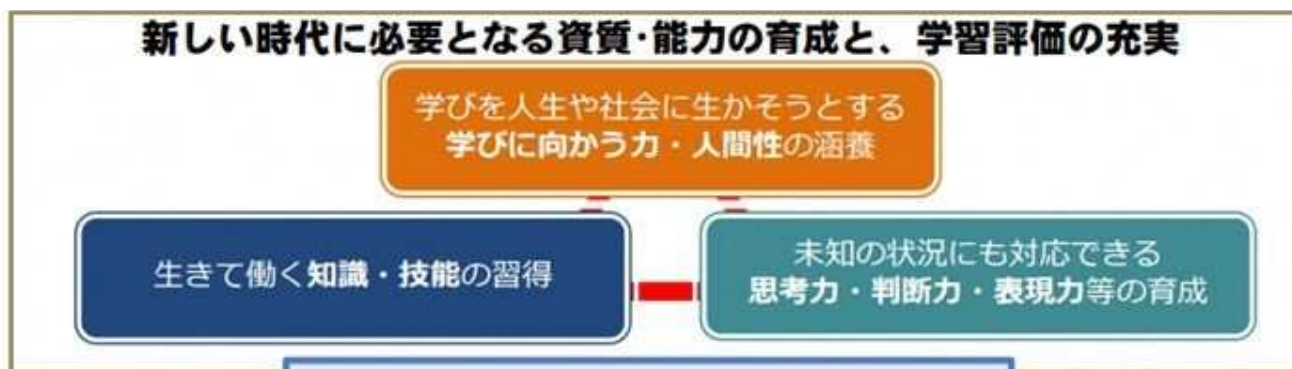 新しい時代に必要となる資質・能力の育成と、学習評価の充実
学びを人生や社会に生かそうとする
学びに向かう力・人間性の涵養
生きて働く知識・技能の習得
未知の状況にも対応できる
思考力・判断力・表現力等の育成